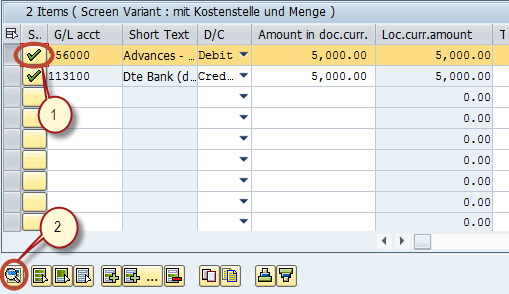 2 Items ( Screen Variant : mit Kostenstelle und Menge )
S.. G/L acct Short Text D/C Amount in doc.curr. Loc.curr.amount T
56000 Advances - ... Debit 5,000.00 5,000.00
113100 Dte Bank (d... Cred... 5,000.00 5,000.00
0.00
0.00
0.00
0.00
0.00
0.00
0.00
1
2
...